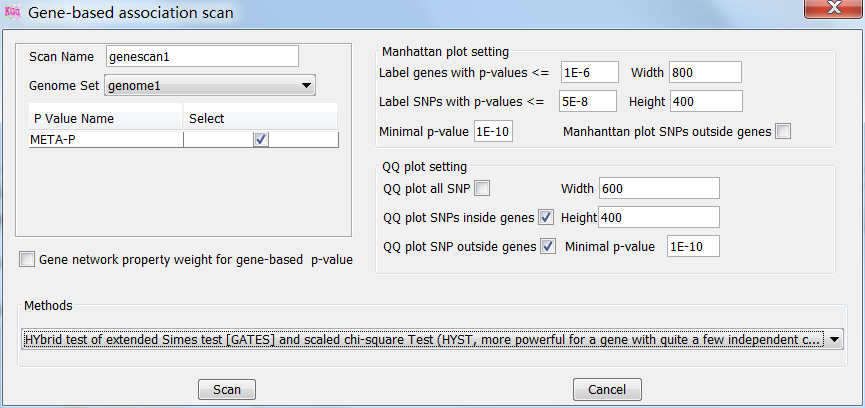 KGG Gene-based association scan
Scan Name genescan1
Genome Set genome1
P Value Name Select
META-P
Gene network property weight for gene-based p-value
Manhattan plot setting
Label genes with p-values <= 1E-6 Width 800
Label SNPs with p-values <= 5E-8 Height 400
Minimal p-value 1E-10 Manhanttan plot SNPs outside genes
QQ plot setting
QQ plot all SNP Width 600
QQ plot SNPs inside genes Height 400
QQ plot SNP outside genes Minimal p-value 1E-10
Methods
HYbrid test of extended Simes test [GATES] and scaled chi-square Test (HYST, more powerful for a gene with quite a few independent c...
Scan Cancel